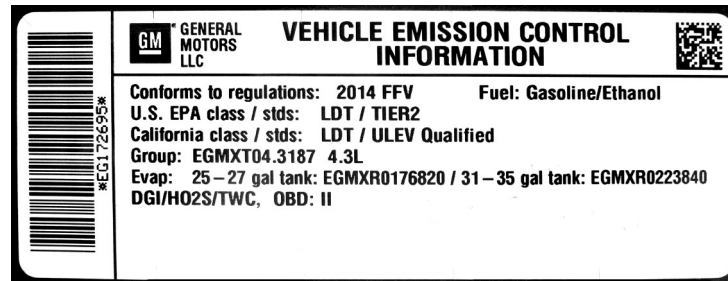 *EG172695*
GM
GENERAL
MOTORS
LLC
VEHICLE EMISSION CONTROL
INFORMATION
Conforms to regulations: 2014 FFV Fuel: Gasoline/Ethanol
U.S. EPA class / stds: LDT / TIER2
California class / stds: LDT / ULEV Qualified
Group: EGMXT04.3187 4.3L
Evap: 25–27 gal tank: EGMXR0176820 / 31–35 gal tank: EGMXR0223840
DGI/HO2S/TWC, OBD: II